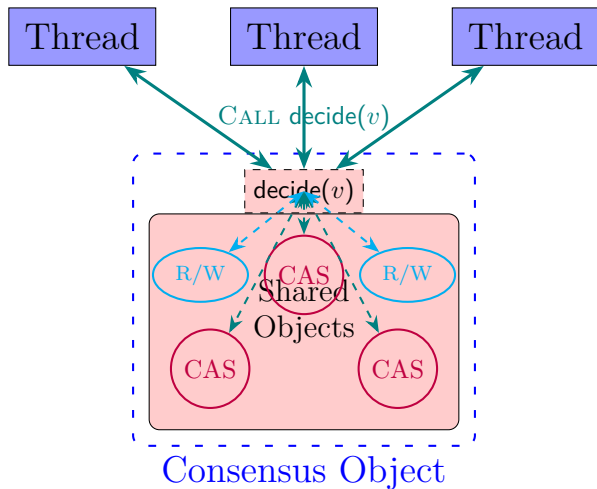 Thread Thread Thread
CALL decide(v)
decide(v)
R/W CAS R/W
Shared
Objects
CAS CAS
Consensus Object